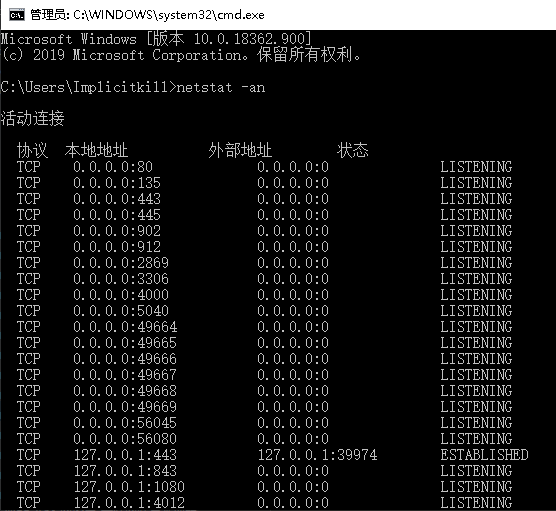 管理员: C:\WINDOWS\system32\cmd.exe
Microsoft Windows [版本 10.0.18362.900]
(c) 2019 Microsoft Corporation。保留所有权利。
C:\Users\Implicitkill>netstat -an
活动连接
协议 本地地址 外部地址 状态
TCP 0.0.0.0:80 0.0.0.0:0 LISTENING
TCP 0.0.0.0:135 0.0.0.0:0 LISTENING
TCP 0.0.0.0:443 0.0.0.0:0 LISTENING
TCP 0.0.0.0:445 0.0.0.0:0 LISTENING
TCP 0.0.0.0:902 0.0.0.0:0 LISTENING
TCP 0.0.0.0:912 0.0.0.0:0 LISTENING
TCP 0.0.0.0:2869 0.0.0.0:0 LISTENING
TCP 0.0.0.0:3306 0.0.0.0:0 LISTENING
TCP 0.0.0.0:4000 0.0.0.0:0 LISTENING
TCP 0.0.0.0:5040 0.0.0.0:0 LISTENING
TCP 0.0.0.0:49664 0.0.0.0:0 LISTENING
TCP 0.0.0.0:49665 0.0.0.0:0 LISTENING
TCP 0.0.0.0:49666 0.0.0.0:0 LISTENING
TCP 0.0.0.0:49667 0.0.0.0:0 LISTENING
TCP 0.0.0.0:49668 0.0.0.0:0 LISTENING
TCP 0.0.0.0:49669 0.0.0.0:0 LISTENING
TCP 0.0.0.0:56045 0.0.0.0:0 LISTENING
TCP 0.0.0.0:56080 0.0.0.0:0 LISTENING
TCP 127.0.0.1:443 127.0.0.1:39974 ESTABLISHED
TCP 127.0.0.1:843 0.0.0.0:0 LISTENING
TCP 127.0.0.1:1080 0.0.0.0:0 LISTENING
TCP 127.0.0.1:4012 0.0.0.0:0 LISTENING